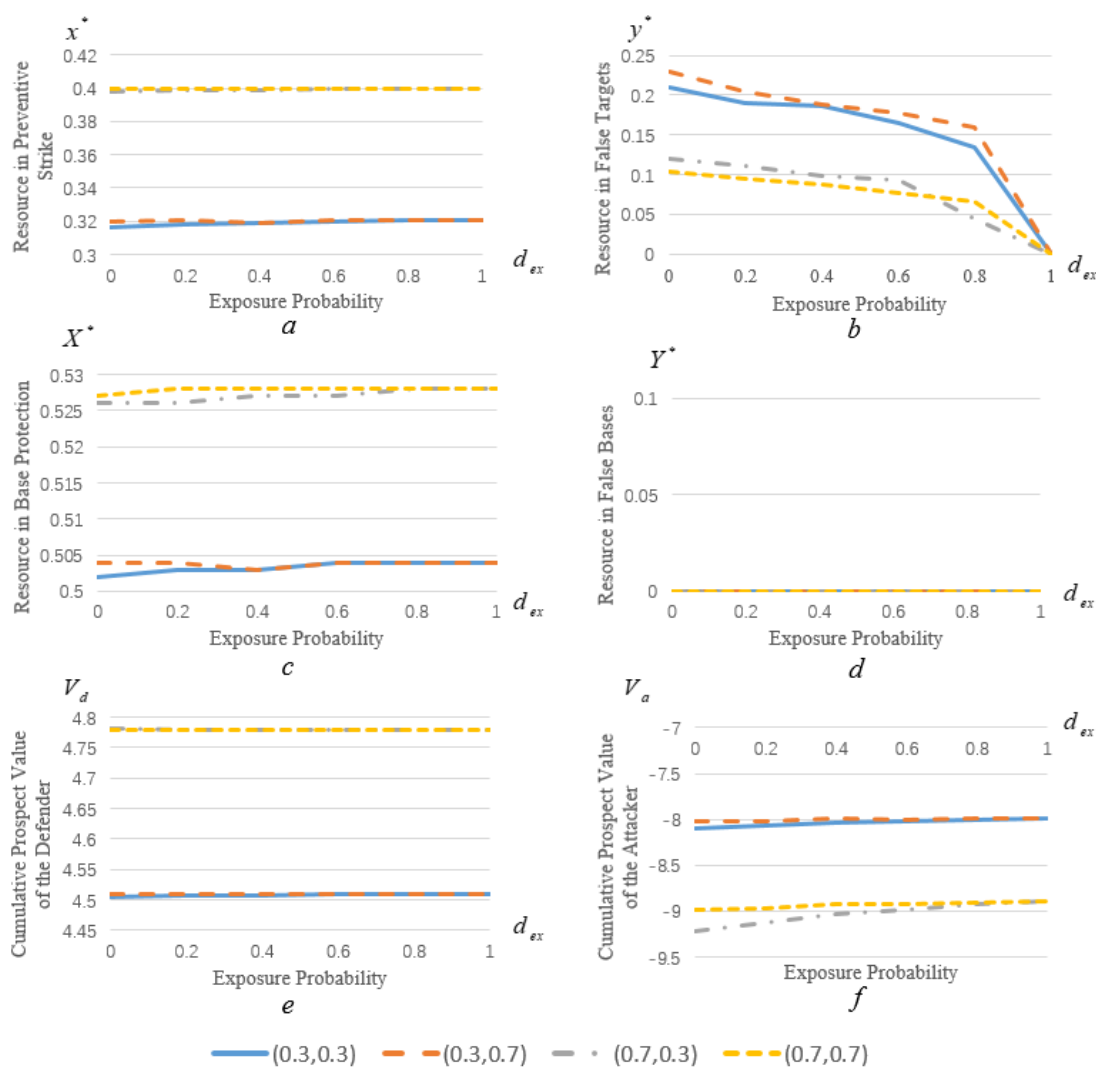 x*
Resource in Preventive
Strike
0.42
0.4
0.38
0.36
0.34
0.32
0.3
0 0.2 0.4 0.6 0.8 1
d ex
Exposure Probability
a
y*
Resource in False Targets
0.25
0.2
0.15
0.1
0.05
0
0 0.2 0.4 0.6 0.8 1
d ex
Exposure Probability
b
X*
Resource in Base Protection
0.53
0.525
0.52
0.515
0.51
0.505
0.5
0 0.2 0.4 0.6 0.8 1
d ex
Exposure Probability
c
Y*
Resource in False Bases
0.1
0.05
0
0 0.2 0.4 0.6 0.8 1
d ex
Exposure Probability
d
V d
Cumulative Prospect Value
of the Defender
4.8
4.75
4.7
4.65
4.6
4.55
4.5
4.45
0 0.2 0.4 0.6 0.8 1
d ex
Exposure Probability
e
V a
Cumulative Prospect Value
of the Attacker
-7
-7.5
-8
-8.5
-9
-9.5
0 0.2 0.4 0.6 0.8 1
d ex
Exposure Probability
f
(0.3,0.3) (0.3,0.7) (0.7,0.3) (0.7,0.7)